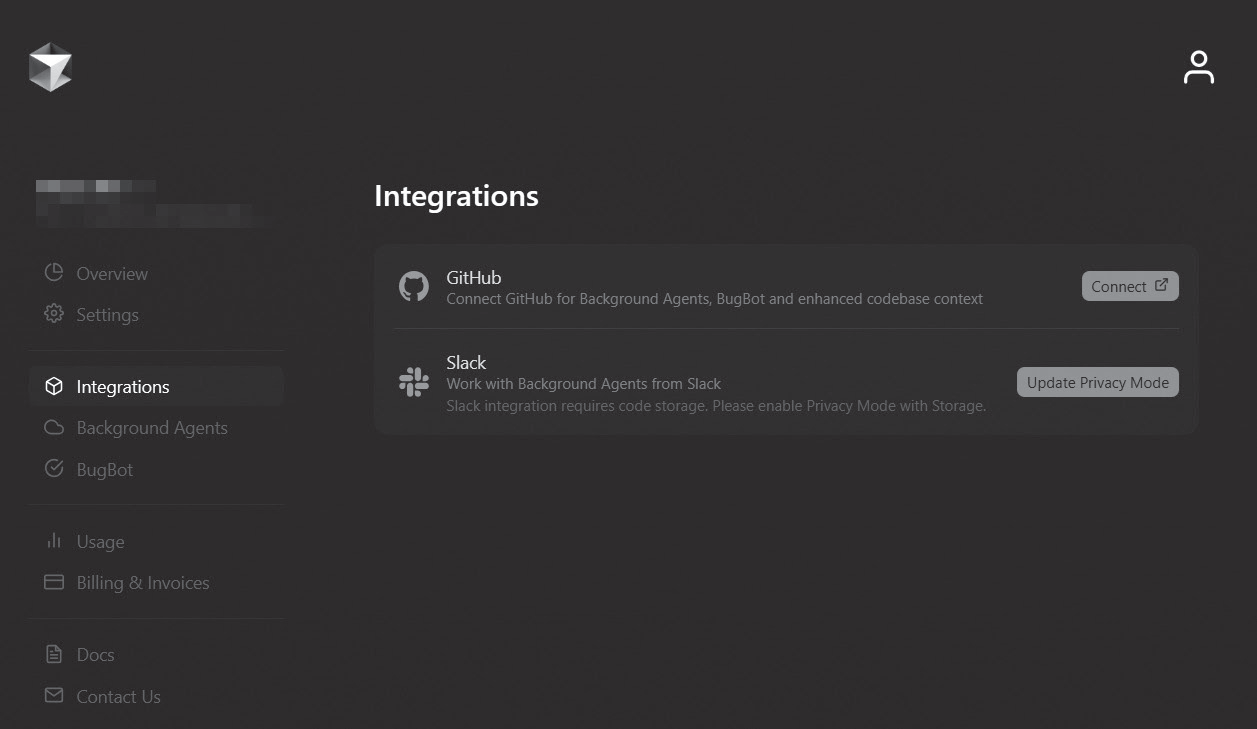 Overview
Settings
Integrations
Background Agents
BugBot
Usage
Billing & Invoices
Docs
Contact Us
Integrations
GitHub
Connect GitHub for Background Agents, BugBot and enhanced codebase context
Connect
Slack
Work with Background Agents from Slack
Slack integration requires code storage. Please enable Privacy Mode with Storage.
Update Privacy Mode